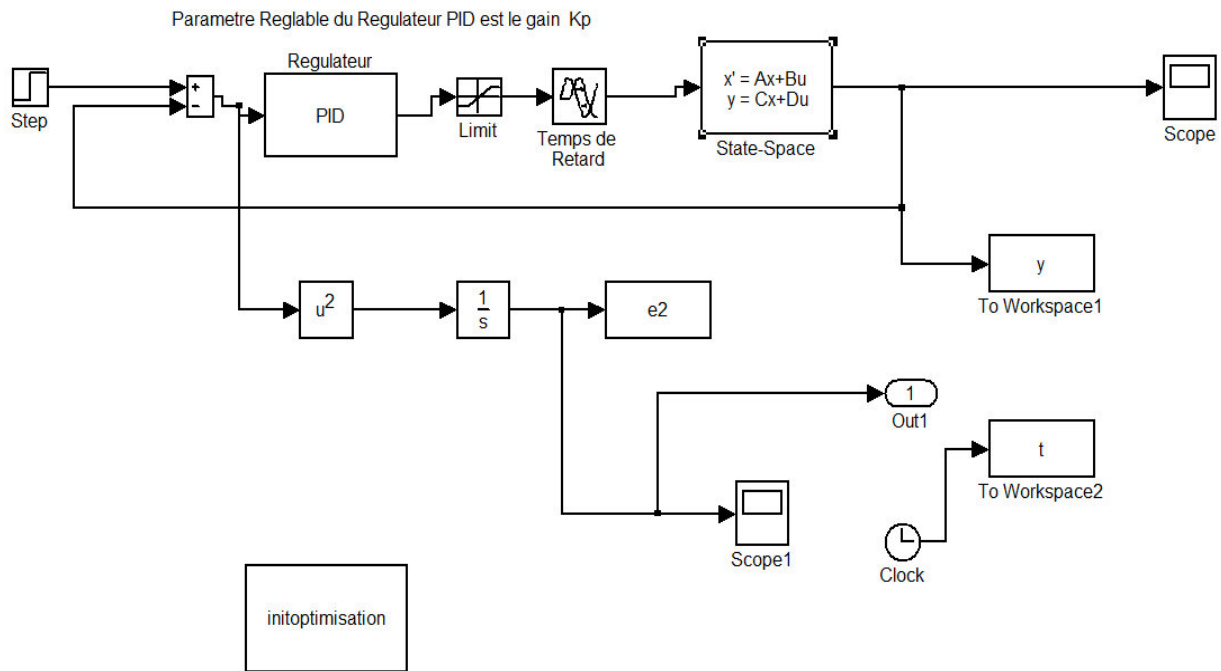 Parametre Reglable du Regulateur PID est le gain Kp
Regulateur
x' = Ax+Bu
y = Cx+Du
+
−
PID
Step
Limit
Temps de
Retard
State-Space
Scope
y
To Workspace1
u²
1
s
e2
1
Out1
t
To Workspace2
Scope1
Clock
initoptimisation